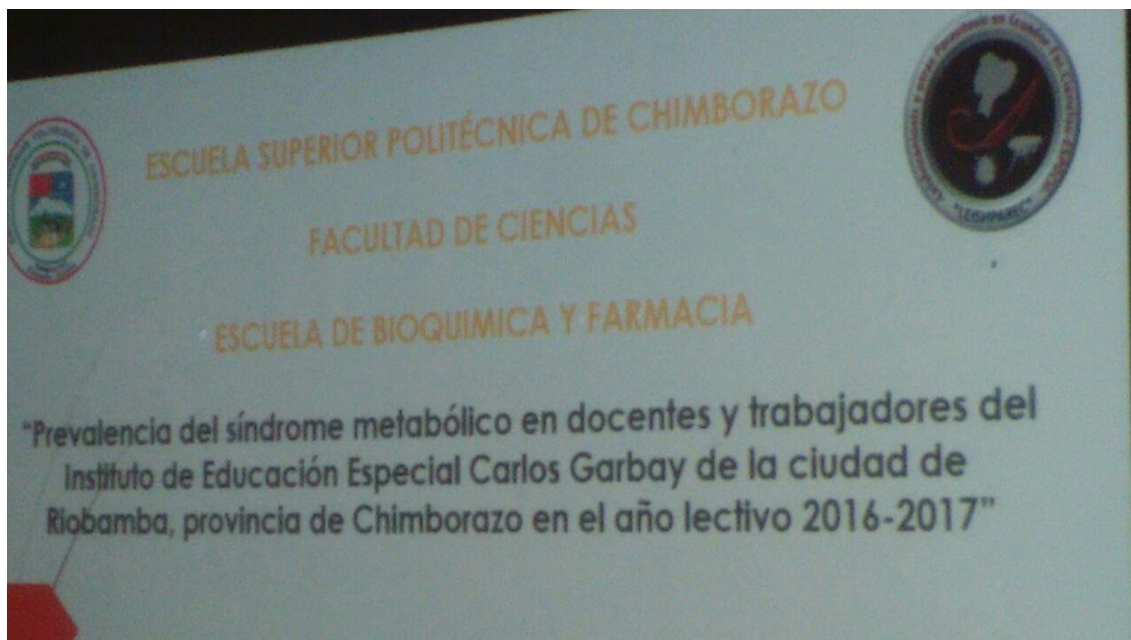 ESCUELA SUPERIOR POLITÉCNICA DE CHIMBORAZO
FACULTAD DE CIENCIAS
ESCUELA DE BIOQUIMICA Y FARMACIA
"Prevalencia del síndrome metabólico en docentes y trabajadores del
Instituto de Educación Especial Carlos Garbay de la ciudad de
Riobamba, provincia de Chimborazo en el año lectivo 2016-2017"
"LEISHPAREC"